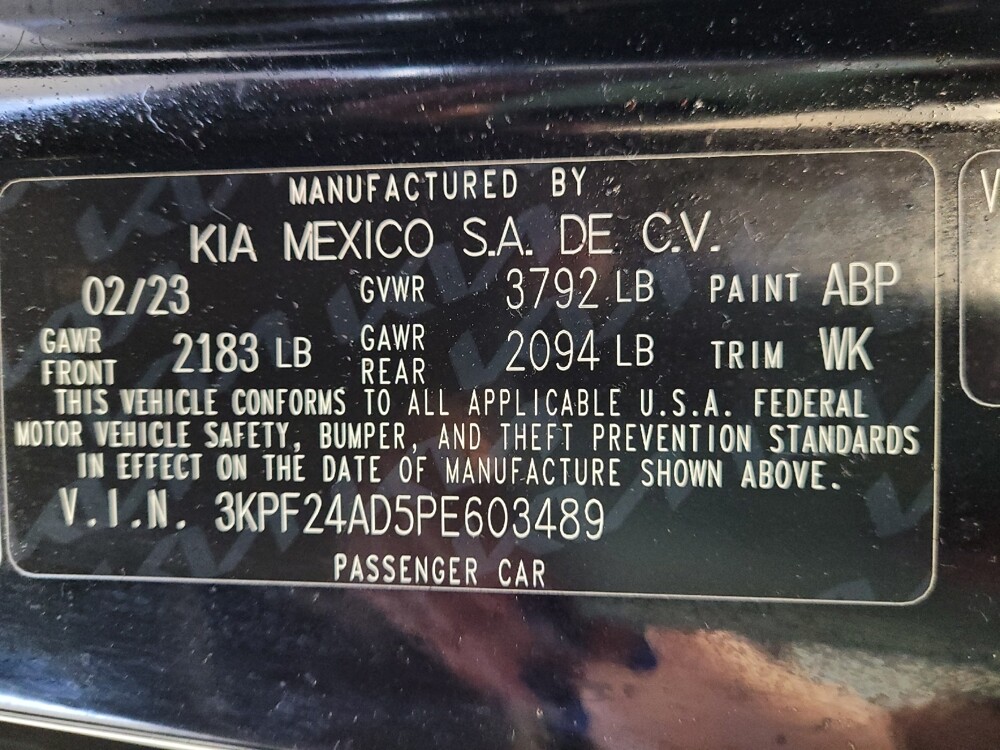 MANUFACTURED BY
KIA MEXICO S.A. DE C.V.
02/23 GVWR 3792 LB PAINT ABP
GAWR FRONT 2183 LB GAWR REAR 2094 LB TRIM WK
THIS VEHICLE CONFORMS TO ALL APPLICABLE U.S.A. FEDERAL
MOTOR VEHICLE SAFETY, BUMPER, AND THEFT PREVENTION STANDARDS
IN EFFECT ON THE DATE OF MANUFACTURE SHOWN ABOVE.
V.I.N. 3KPF24AD5PE603489
PASSENGER CAR